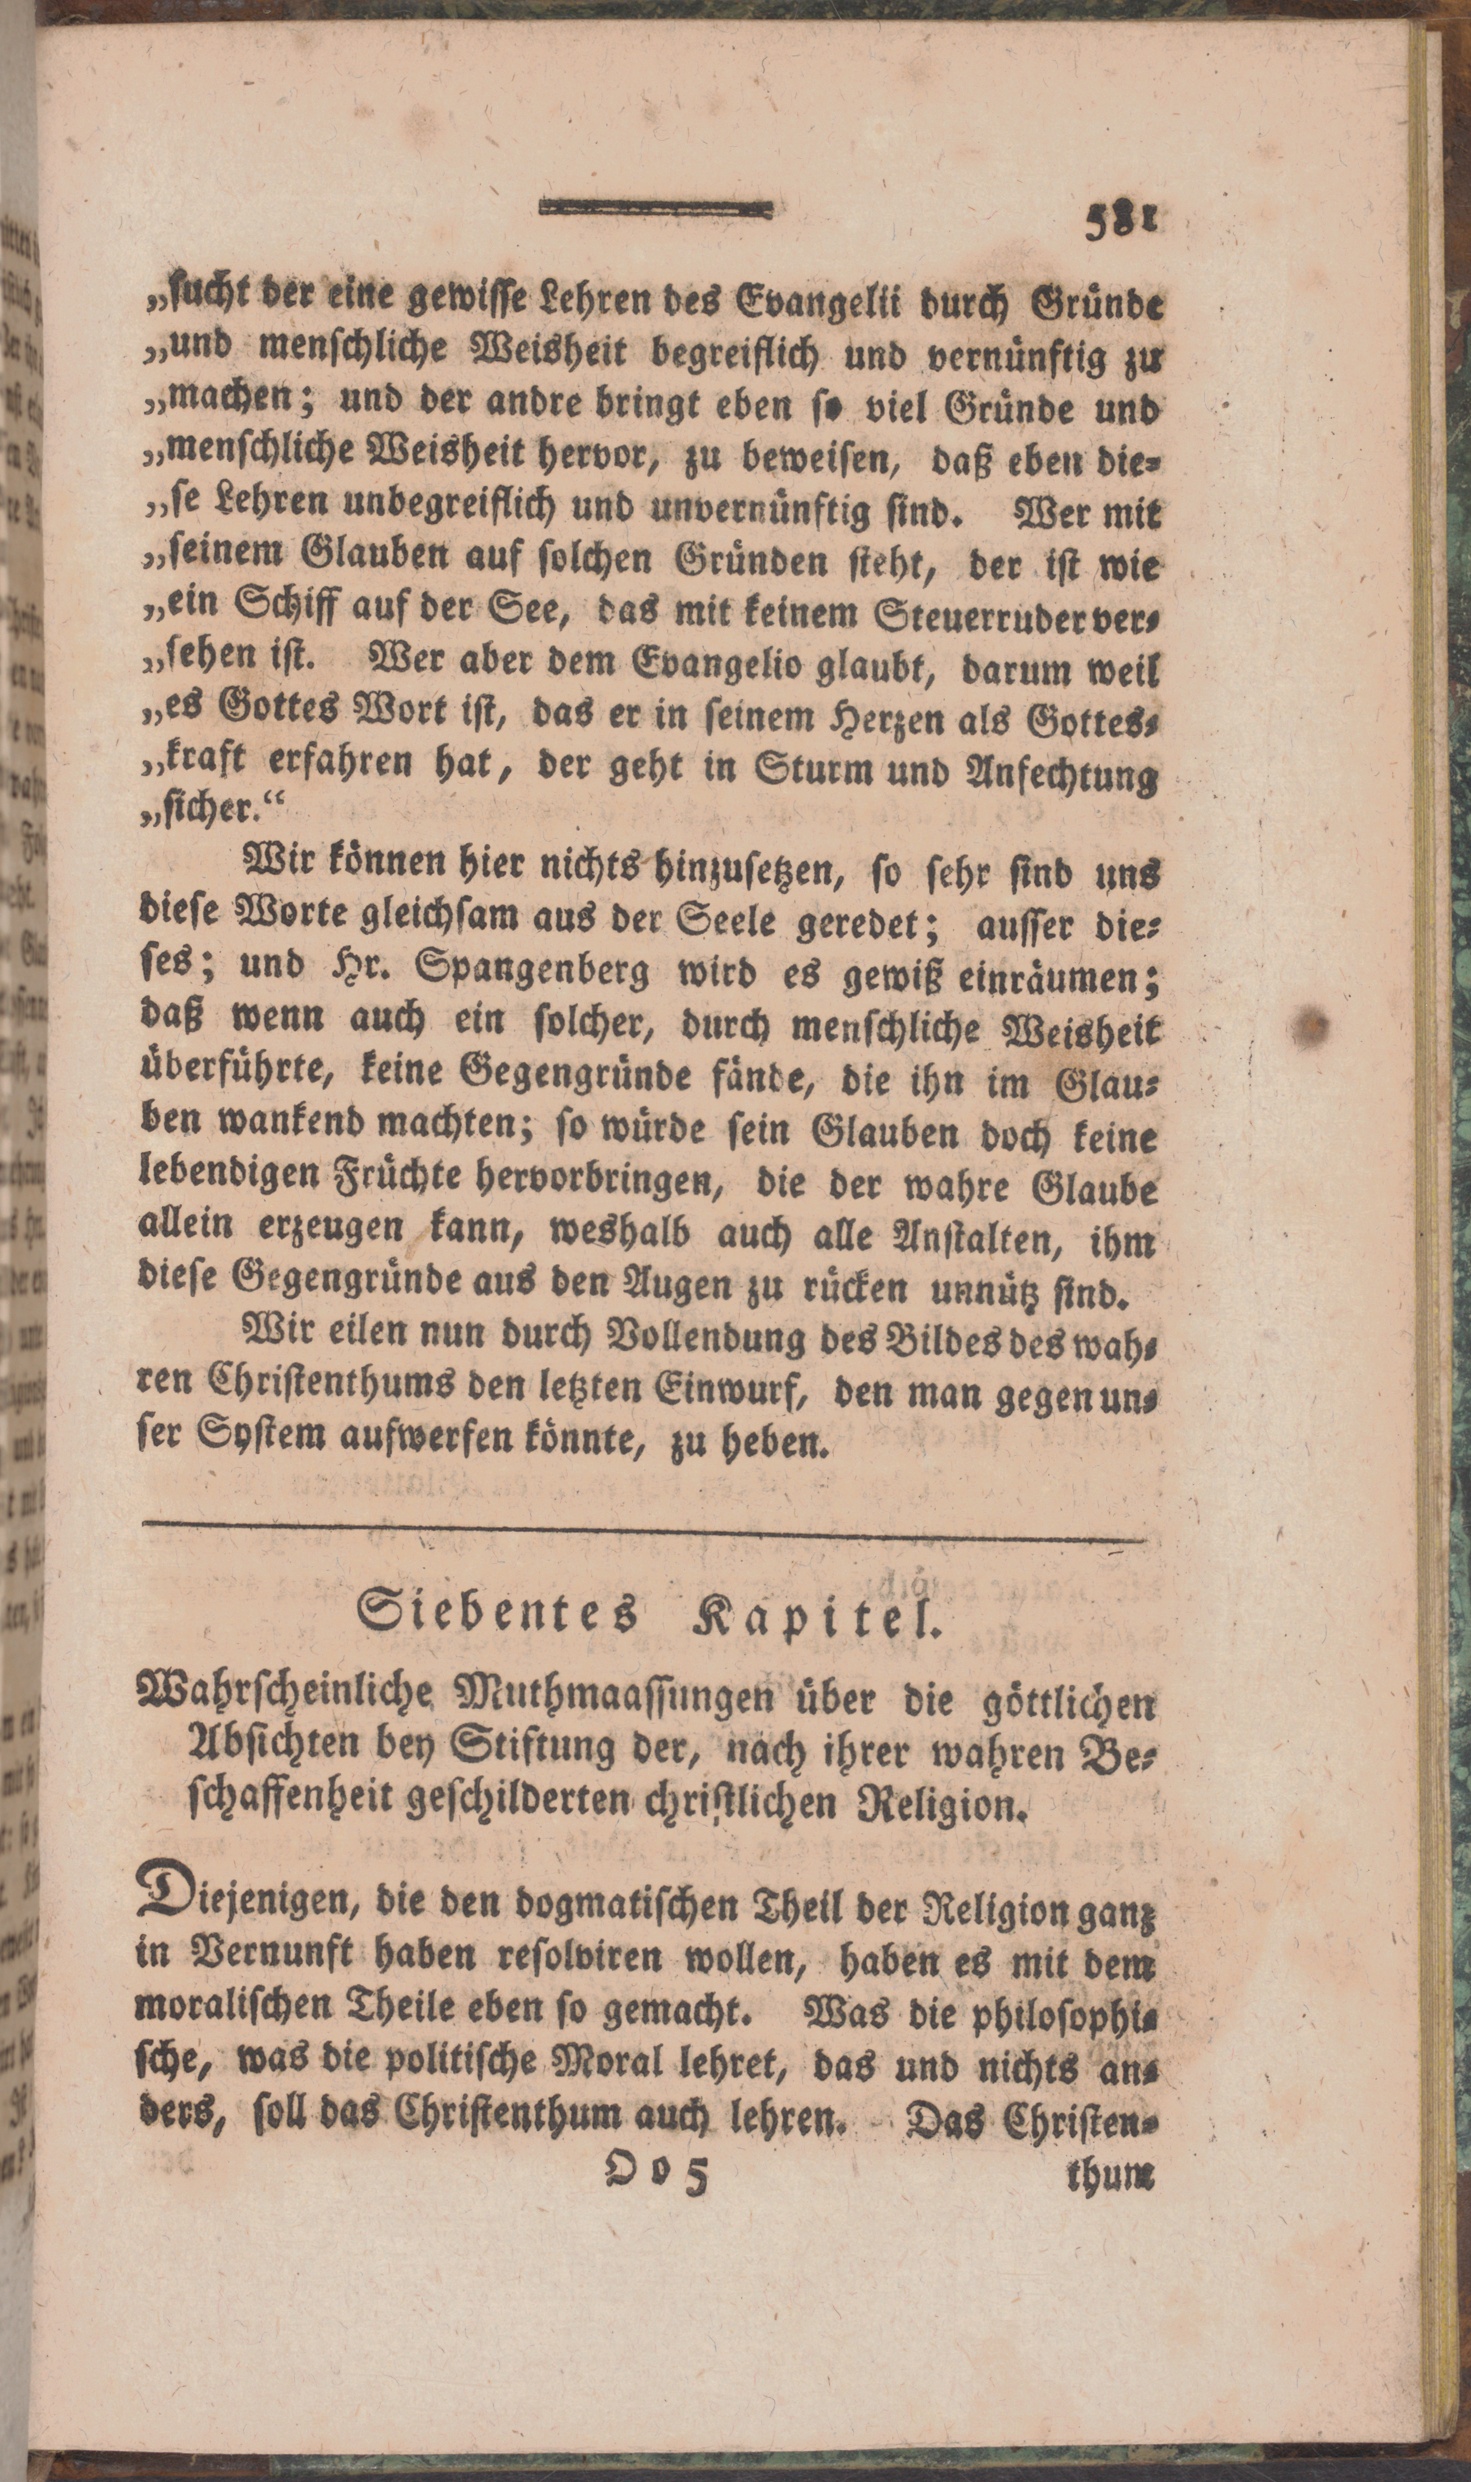 581
„sucht der eine gewisse Lehren des Evangelii durch Gründe
„und menschliche Weisheit begreiflich und vernünftig zu
„machen; und der andre bringt eben so viel Gründe und
„menschliche Weisheit hervor, zu beweisen, daß eben die=
„se Lehren unbegreiflich und unvernünftig sind. Wer mit
„seinem Glauben auf solchen Gründen steht, der ist wie
„ein Schiff auf der See, das mit keinem Steuerruder ver=
„sehen ist. Wer aber dem Evangelio glaubt, darum weil
„es Gottes Wort ist, das er in seinem Herzen als Gottes=
„kraft erfahren hat, der geht in Sturm und Anfechtung
„sicher.“
Wir können hier nichts hinzusetzen, so sehr sind uns
diese Worte gleichsam aus der Seele geredet; ausser die=
ses; und Hr. Spangenberg wird es gewiß einräumen;
daß wenn auch ein solcher, durch menschliche Weisheit
überführte, keine Gegengründe fände, die ihn im Glau=
ben wankend machten; so würde sein Glauben doch keine
lebendigen Früchte hervorbringen, die der wahre Glaube
allein erzeugen kann, weshalb auch alle Anstalten, ihm
diese Gegengründe aus den Augen zu rücken unnütz sind.
Wir eilen nun durch Vollendung des Bildes des wah=
ren Christenthums den letzten Einwurf, den man gegen un=
ser System aufwerfen könnte, zu heben.
Siebentes Kapitel.
Wahrscheinliche Muthmaassungen über die göttlichen
Absichten bey Stiftung der, nach ihrer wahren Be=
schaffenheit geschilderten christlichen Religion.
Diejenigen, die den dogmatischen Theil der Religion ganz
in Vernunft haben resolviren wollen, haben es mit dem
moralischen Theile eben so gemacht. Was die philosophi=
sche, was die politische Moral lehret, das und nichts an=
ders, soll das Christenthum auch lehren. Das Christen=
O o 5
thum